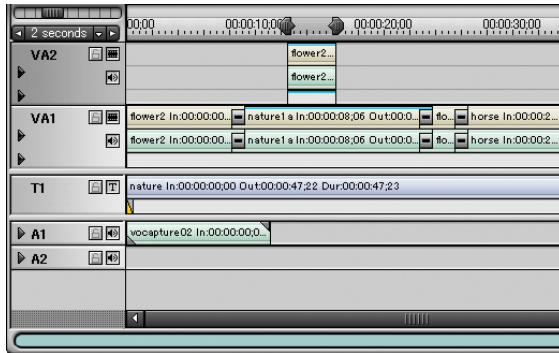 2 seconds
00;00 00:00:10;00 00:00:20;00 00:00:30;00
VA2 flower2...
flower2...
VA1 flower2 In:00:00:00... nature1 a In:00:00:08;06 Out:00:0... flo... horse In:00:00:2...
flower2 In:00:00:00... nature1 a In:00:00:08;06 Out:00:0... flo... horse In:00:00:2...
T1 T nature In:00:00:00;00 Out:00:00:47;22 Dur:00:00:47;23
A1 vocapture02 In:00:00:00;0...
A2